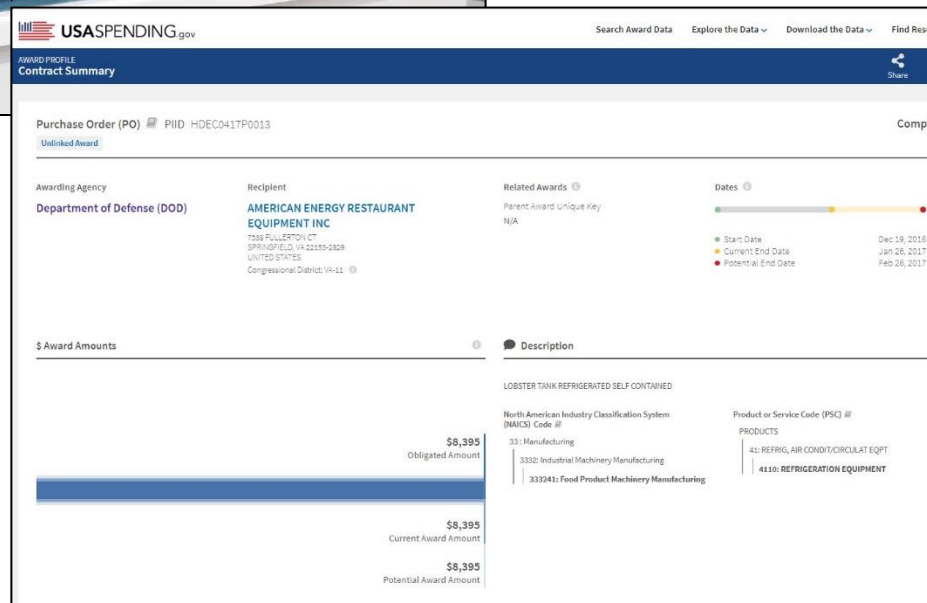 USASPENDING.gov
Search Award Data Explore the Data Download the Data Find Res
AWARD PROFILE
Contract Summary
Share
Purchase Order (PO) PIID HDEC0417P0013
Comp
Unlinked Award
Awarding Agency
Department of Defense (DOD)
Recipient
AMERICAN ENERGY RESTAURANT
EQUIPMENT INC
7538 FULLERTON CT
SPRINGFIELD, VA 22153-2829
UNITED STATES
Congressional District: VA-11
Related Awards
Parent Award Unique Key
N/A
Dates
Start Date Dec 19, 2016
Current End Date Jan 26, 2017
Potential End Date Feb 26, 2017
$ Award Amounts
$8,395
Obligated Amount
$8,395
Current Award Amount
$8,395
Potential Award Amount
Description
LOBSTER TANK REFRIGERATED SELF CONTAINED
North American Industry Classification System
(NAICS) Code
33: Manufacturing
3332: Industrial Machinery Manufacturing
333241: Food Product Machinery Manufacturing
Product or Service Code (PSC)
PRODUCTS
41: REFRIG, AIR CONDIT/CIRCULAT EQPT
4110: REFRIGERATION EQUIPMENT